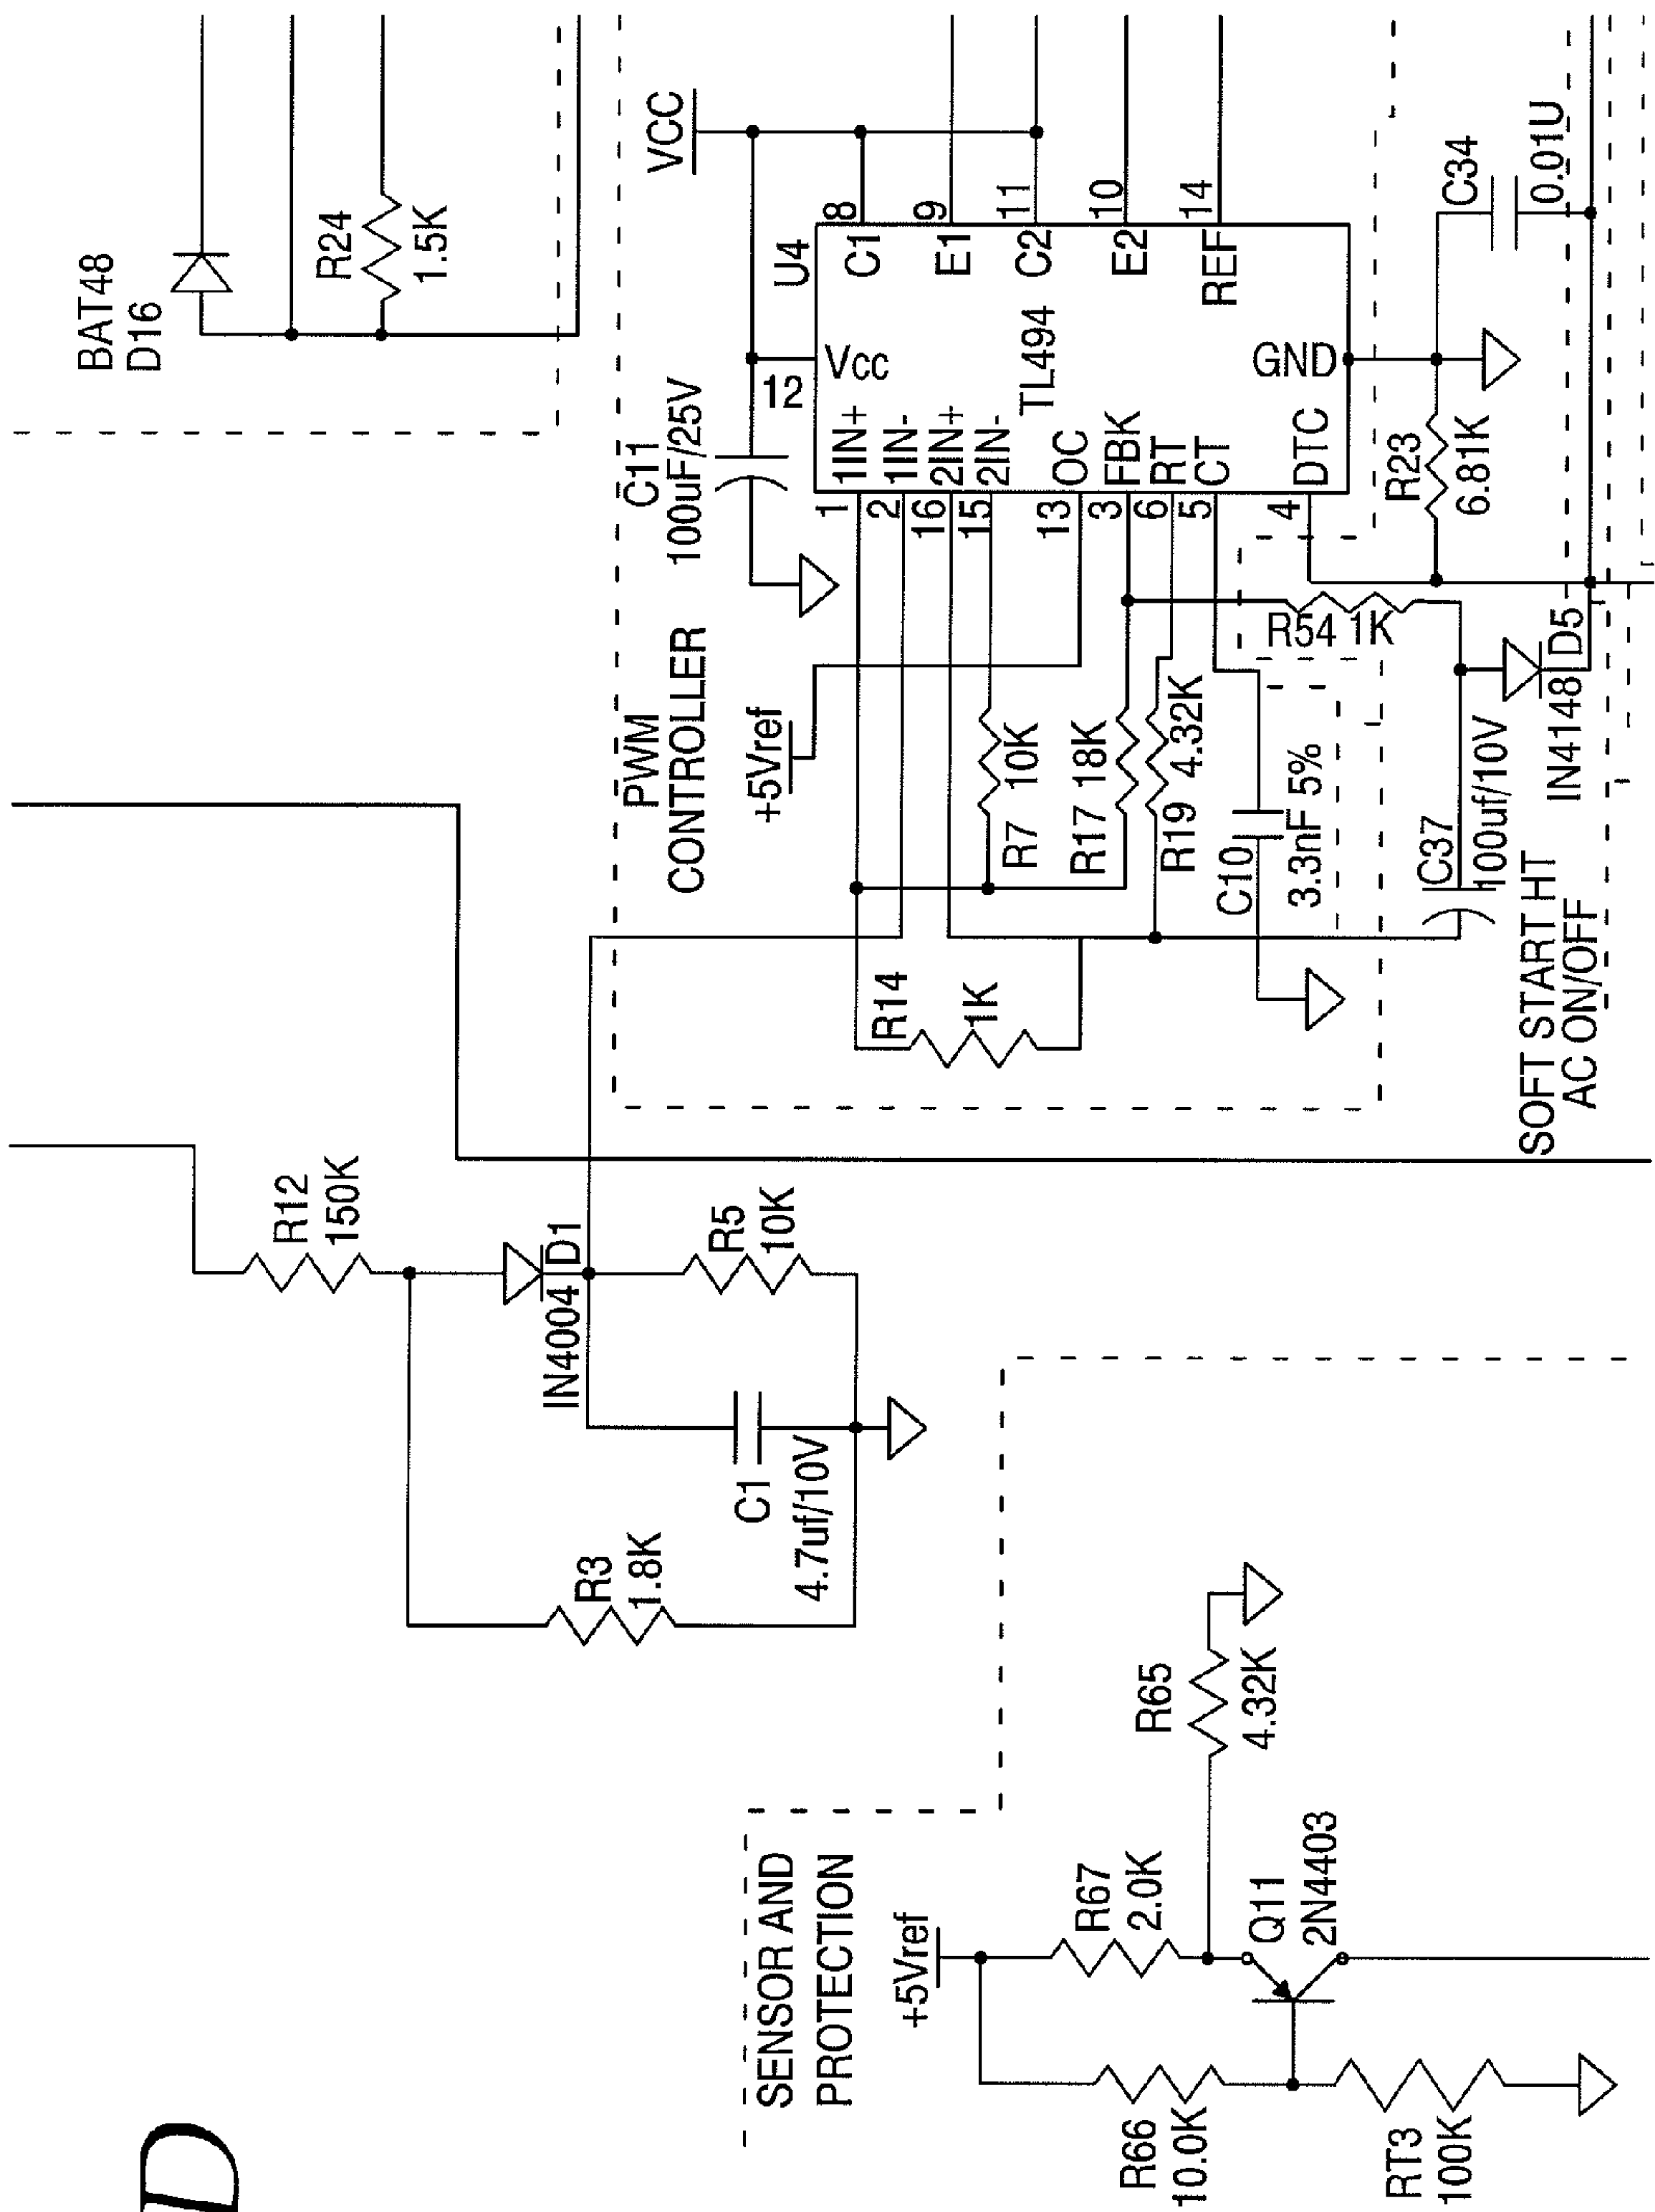 BAT48
D16
R24
1.5K
VCC
C11
100uF/25V
PWM
CONTROLLER
+5Vref
U4
TL494
12
Vcc
1
1IN+
2
1IN-
16
2IN+
15
2IN-
13
OC
3
FBK
6
RT
5
CT
4
DTC
GND
8
C1
9
E1
11
C2
10
E2
14
REF
C34
0.01U
R23
6.81K
R54 1K
R7 10K
R17 18K
R19 4.32K
C10
3.3nF 5%
R14
1K
C37
100uf/10V
IN4148
D5
SOFT START HT
AC ON/OFF
R12
150K
IN4004
D1
R5
10K
C1
4.7uf/10V
R3
1.8K
SENSOR AND
PROTECTION
+5Vref
R67
2.0K
R65
4.32K
Q11
2N4403
R66
10.0K
RT3
100K
D